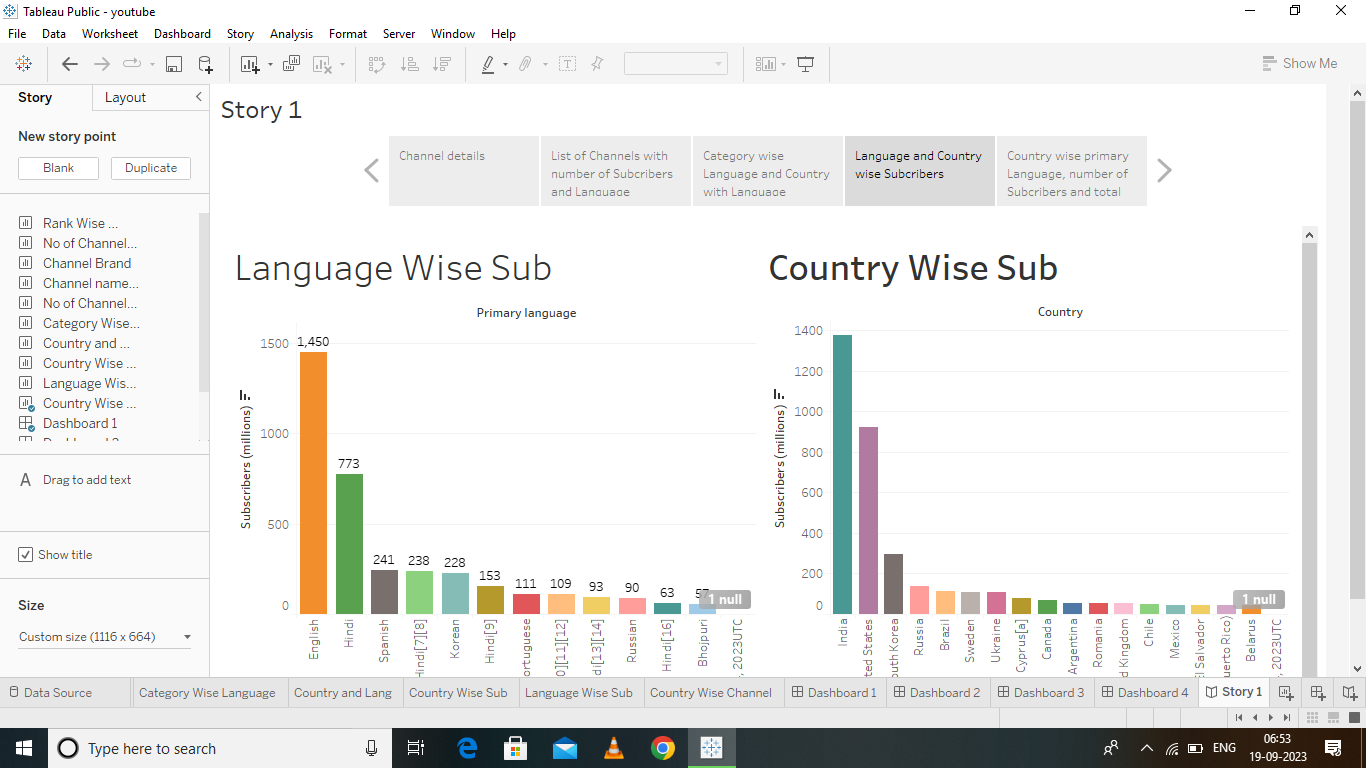 Tableau Public - youtube
File Data Worksheet Dashboard Story Analysis Format Server Window Help
Show Me
Story Layout
New story point
Blank Duplicate
Rank Wise ...
No of Channel...
Channel Brand
Channel name...
No of Channel...
Category Wise...
Country and ...
Country Wise ...
Language Wis...
Country Wise ...
Dashboard 1
A Drag to add text
Show title
Size
Custom size (1116 x 664)
Story 1
Channel details
List of Channels with
number of Subcribers
and Language
Category wise
Language and Country
with Language
Language and Country
wise Subcribers
Country wise primary
Language, number of
Subcribers and total
Language Wise Sub
Primary language
Subscribers (millions)
1500
1000
500
0
1,450
773
241
238
228
153
111
109
93
90
63
57
1 null
English
Hindi
Spanish
Hindi[7][8]
Korean
Hindi[9]
ortuguese
0][11][12]
di[13][14]
Russian
Hindi[16]
Bhojpuri
, 2023UTC
Country Wise Sub
Country
Subscribers (millions)
1400
1200
1000
800
600
400
200
0
1 null
India
ted States
outh Korea
Russia
Brazil
Sweden
Ukraine
Cyprus[a]
Canada
Argentina
Romania
d Kingdom
Chile
Mexico
El Salvador
uerto Rico)
Belarus
, 2023UTC
Data Source Category Wise Language Country and Lang Country Wise Sub Language Wise Sub Country Wise Channel Dashboard 1 Dashboard 2 Dashboard 3 Dashboard 4 Story 1
Type here to search
ENG
06:53
19-09-2023